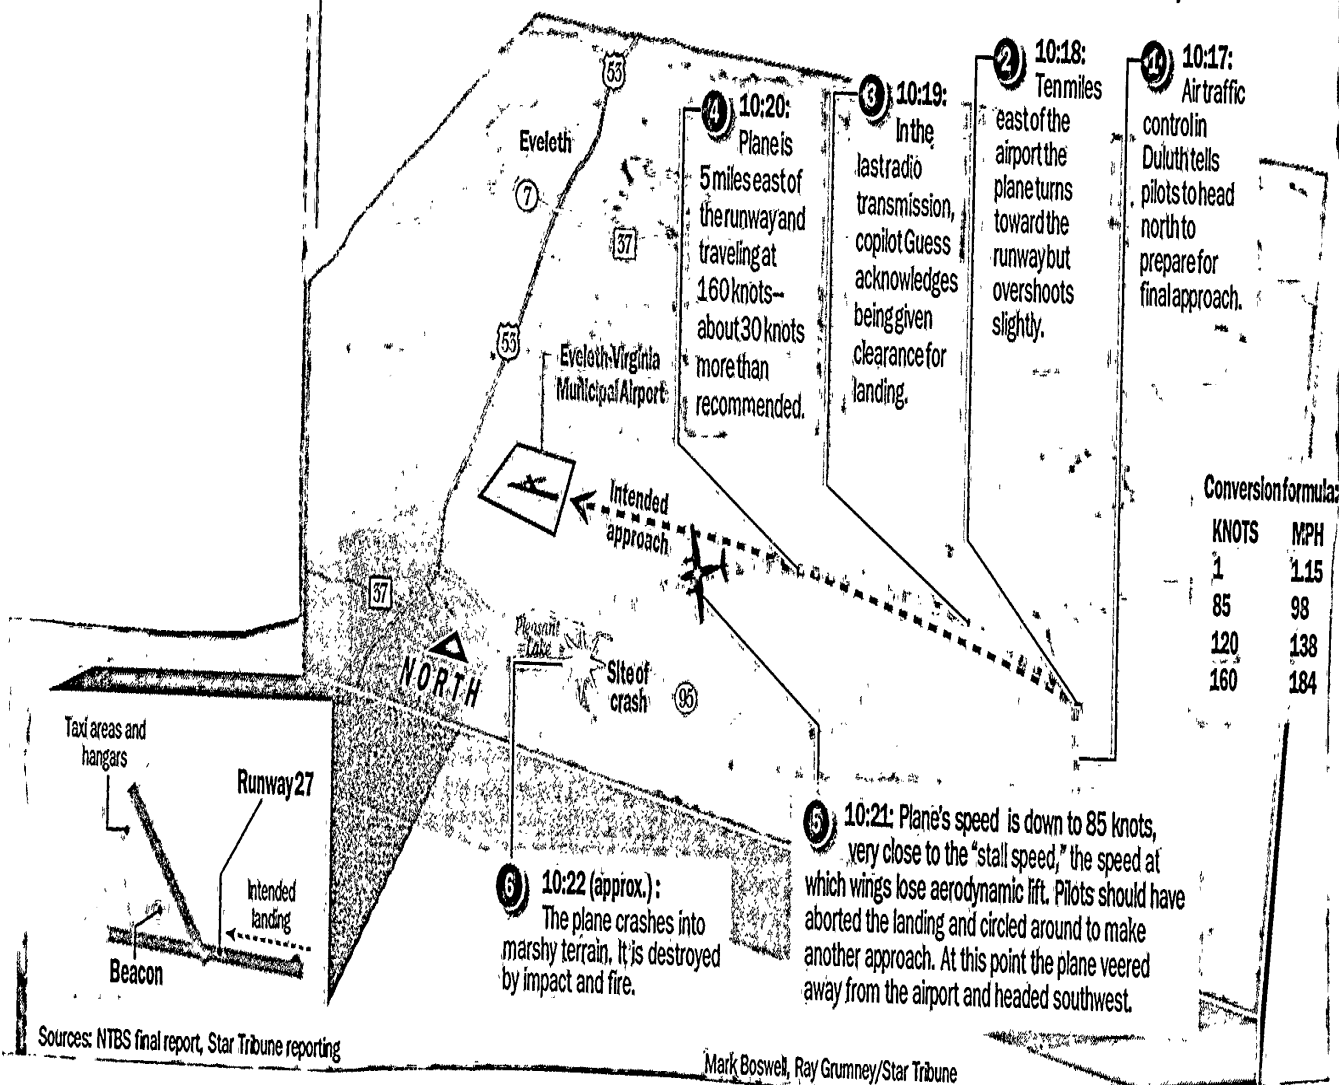 1 10:17:
Air traffic
control in
Duluth tells
pilots to head
north to
prepare for
final approach.
2 10:18:
Ten miles
east of the
airport the
plane turns
toward the
runway but
overshoots
slightly.
3 10:19:
In the
last radio
transmission,
copilot Guess
acknowledges
being given
clearance for
landing.
4 10:20:
Plane is
5 miles east of
the runway and
traveling at
160 knots--
about 30 knots
more than
recommended.
53
Eveleth
7
37
53
Eveleth-Virginia
Municipal Airport
Intended
approach
37
NORTH
Pleasant
Lake
Site of
crash
95
Conversion formula:
KNOTS MPH
1 1.15
85 98
120 138
160 184
5 10:21: Plane's speed is down to 85 knots,
very close to the "stall speed," the speed at
which wings lose aerodynamic lift. Pilots should have
aborted the landing and circled around to make
another approach. At this point the plane veered
away from the airport and headed southwest.
6 10:22 (approx.):
The plane crashes into
marshy terrain. It is destroyed
by impact and fire.
Taxi areas and
hangars
Runway 27
Intended
landing
Beacon
Sources: NTBS final report, Star Tribune reporting
Mark Boswell, Ray Grumney/Star Tribune